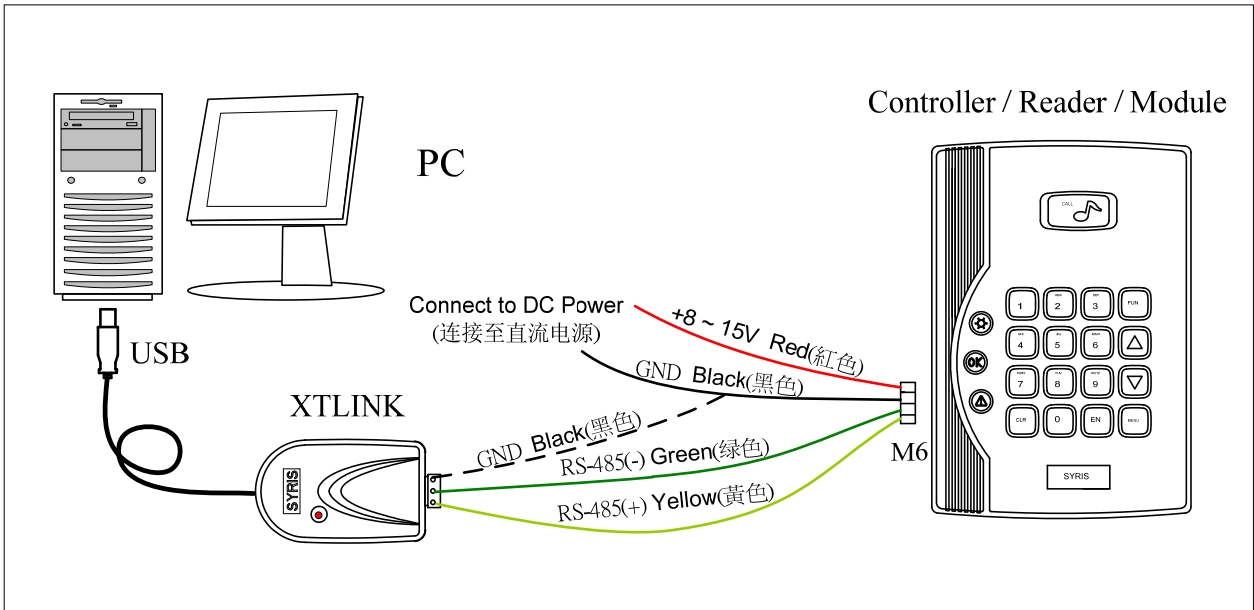 Controller / Reader / Module
PC
CALL
Connect to DC Power
(连接至直流电源)
+8 ~ 15V Red(紅色)
GND Black(黑色)
USB
XTLINK
GND Black(黑色)
RS-485(-) Green(绿色)
RS-485(+) Yellow(黃色)
M6
SYRIS
1 2 3 FUN
4 5 6
OK
7 8 9
CLR 0 EN MENU
SYRIS